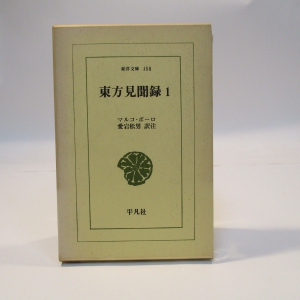 東洋文庫 158
東方見聞録 1
マルコ・ポーロ
愛宕松男 訳注
平凡社